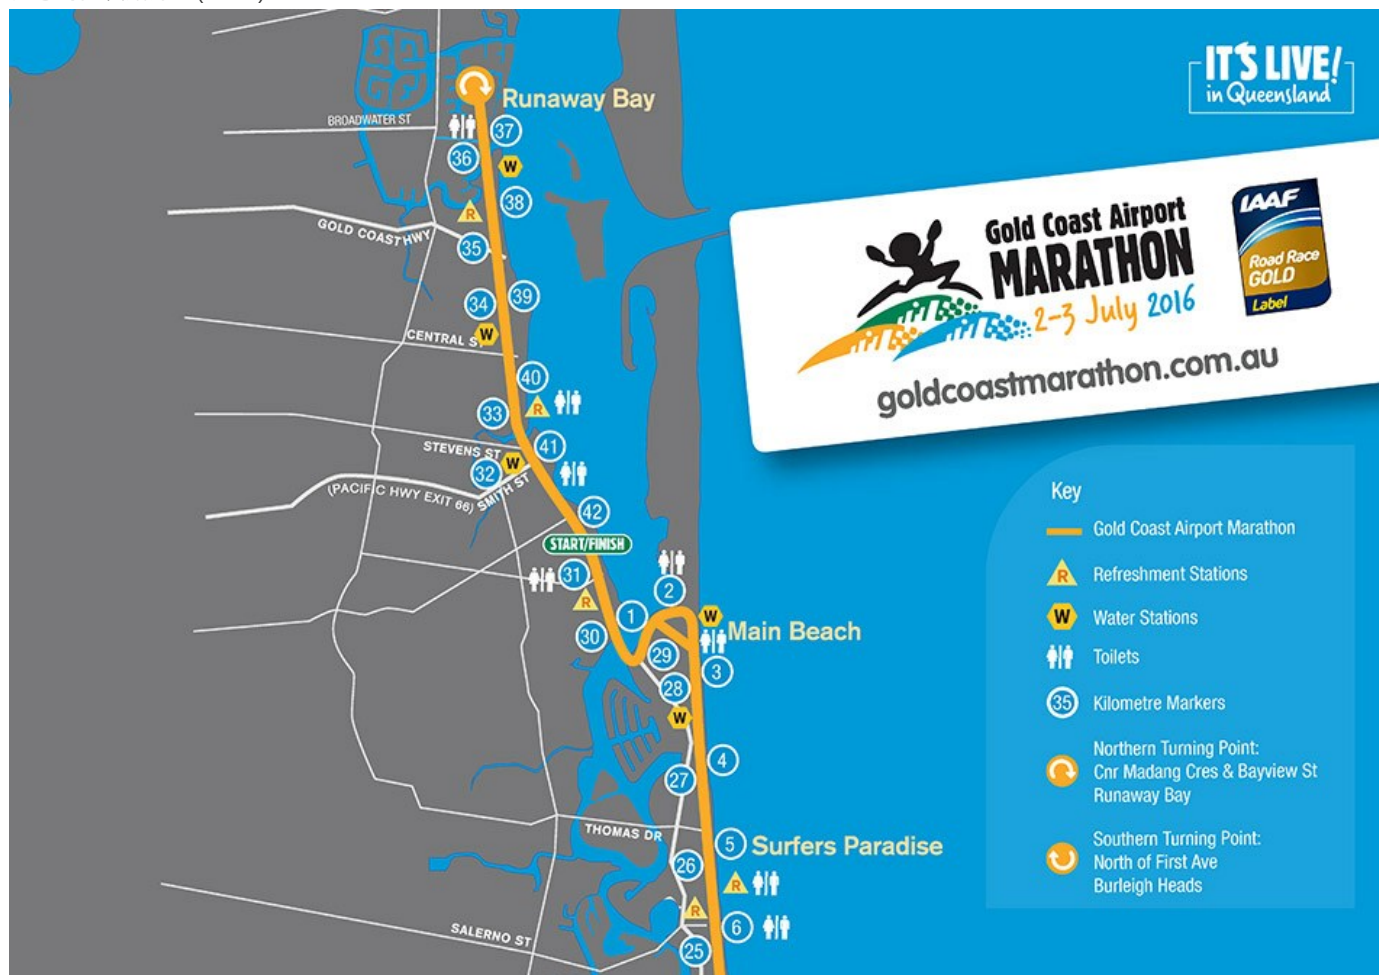 IT'S LIVE!
in Queensland
Runaway Bay
BROADWATER ST
37
36
W
38
R
GOLD COAST HWY
35
34
39
W
CENTRAL ST
40
33
R
41
STEVENS ST
W
32
(PACIFIC HWY EXIT 66) SMITH ST
42
START/FINISH
31
R
30
1
2
W
Main Beach
29
3
28
W
4
27
THOMAS DR
5
Surfers Paradise
26
R
R
6
SALERNO ST
25
Gold Coast Airport
MARATHON
2-3 July 2016
goldcoastmarathon.com.au
IAAF
Road Race
GOLD
Label
Key
Gold Coast Airport Marathon
R Refreshment Stations
W Water Stations
Toilets
35 Kilometre Markers
Northern Turning Point:
Cnr Madang Cres & Bayview St
Runaway Bay
Southern Turning Point:
North of First Ave
Burleigh Heads